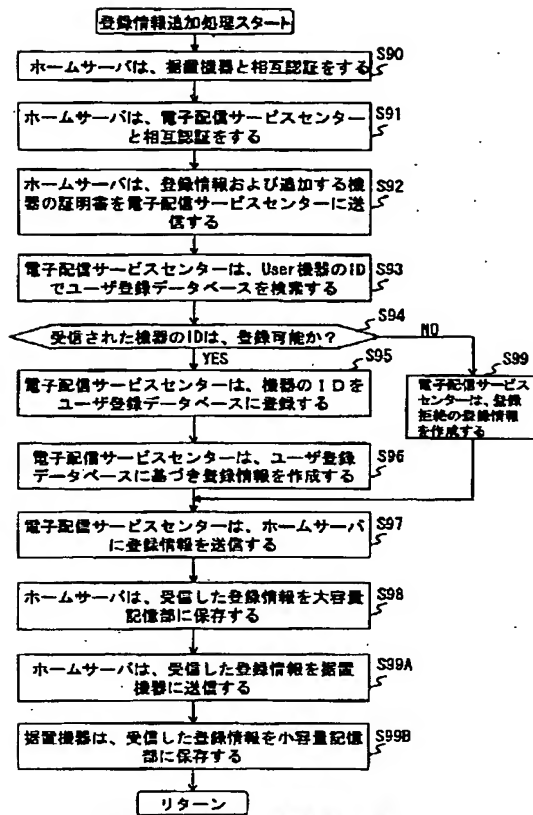 登録情報追加処理スタート
S90
ホームサーバは、据置機器と相互認証をする
S91
ホームサーバは、電子配信サービスセンター
と相互認証をする
S92
ホームサーバは、登録情報および追加する機
器の証明書を電子配信サービスセンターに送
信する
S93
電子配信サービスセンターは、User機器のID
でユーザ登録データベースを検索する
S94
受信された機器のIDは、登録可能か?
NO
YES
S95
電子配信サービスセンターは、機器のIDを
ユーザ登録データベースに登録する
S99
電子配信サービス
センターは、登録
拒絶の登録情報
を作成する
S96
電子配信サービスセンターは、ユーザ登録
データベースに基づき登録情報を作成する
S97
電子配信サービスセンターは、ホームサーバ
に登録情報を送信する
S98
ホームサーバは、受信した登録情報を大容量
記憶部に保存する
S99A
ホームサーバは、受信した登録情報を据置
機器に送信する
S99B
据置機器は、受信した登録情報を小容量記憶
部に保存する
リターン